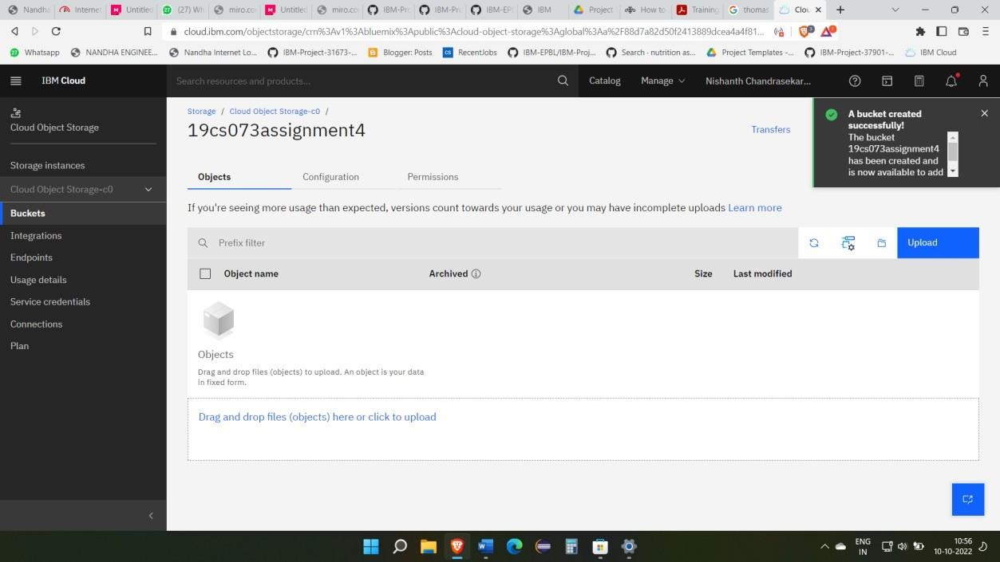 Nandha
Internet
Untitled
(27) Wh
miro.co
Untitled
miro.co
IBM-Pro
IBM-Pro
IBM-EPB
IBM
Project
How to
Training
thomas
Clou
cloud.ibm.com/objectstorage/crn%3Av1%3Abluemix%3Apublic%3Acloud-object-storage%3Aglobal%3Aa%2F88d7a82d50f2413889dcea4a4f81...
Whatsapp
NANDHA ENGINEE...
Nandha Internet Lo...
IBM-Project-31673-...
Blogger: Posts
RecentJobs
IBM-EPBL/IBM-Proj...
Search · nutrition as...
Project Templates -...
IBM-Project-37901-...
IBM Cloud
IBM Cloud
Search resources and products...
Catalog
Manage
Nishanth Chandrasekar...
Cloud Object Storage
Storage instances
Cloud Object Storage-c0
Buckets
Integrations
Endpoints
Usage details
Service credentials
Connections
Plan
Storage / Cloud Object Storage-c0 /
19cs073assignment4
Transfers
A bucket created
successfully!
The bucket
19cs073assignment4
has been created and
is now available to add
Objects
Configuration
Permissions
If you're seeing more usage than expected, versions count towards your usage or you may have incomplete uploads Learn more
Prefix filter
Upload
Object name
Archived
Size
Last modified
Objects
Drag and drop files (objects) to upload. An object is your data
in fixed form.
Drag and drop files (objects) here or click to upload
ENG
IN
10:56
10-10-2022